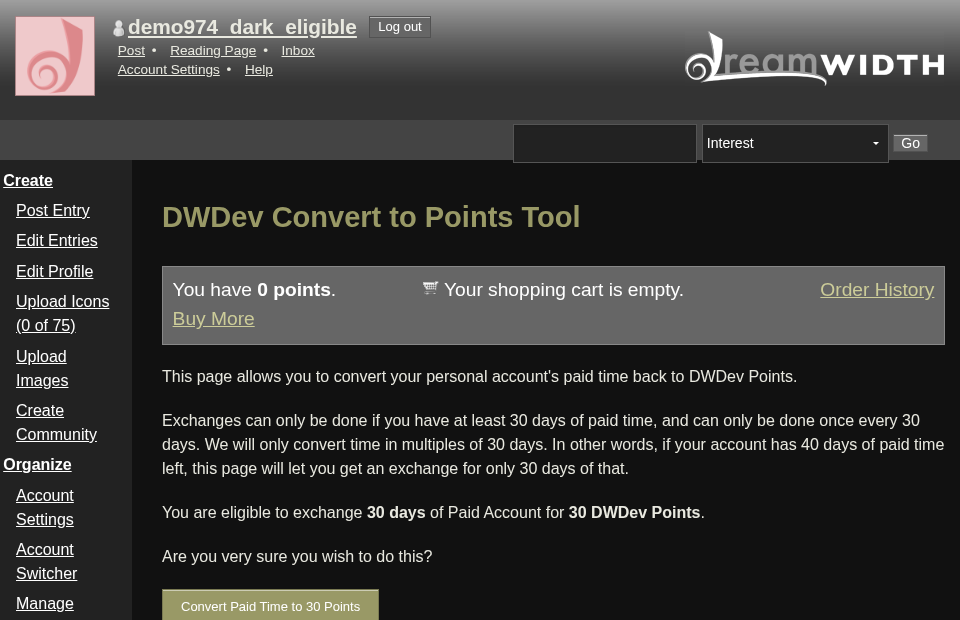 demo974_dark_eligible Log out
Post • Reading Page • Inbox
Account Settings • Help
dreamWIDTH
Interest Go
Create
Post Entry
Edit Entries
Edit Profile
Upload Icons
(0 of 75)
Upload
Images
Create
Community
Organize
Account
Settings
Account
Switcher
Manage
DWDev Convert to Points Tool
You have 0 points.
Buy More
Your shopping cart is empty.
Order History
This page allows you to convert your personal account's paid time back to DWDev Points.
Exchanges can only be done if you have at least 30 days of paid time, and can only be done once every 30
days. We will only convert time in multiples of 30 days. In other words, if your account has 40 days of paid time
left, this page will let you get an exchange for only 30 days of that.
You are eligible to exchange 30 days of Paid Account for 30 DWDev Points.
Are you very sure you wish to do this?
Convert Paid Time to 30 Points